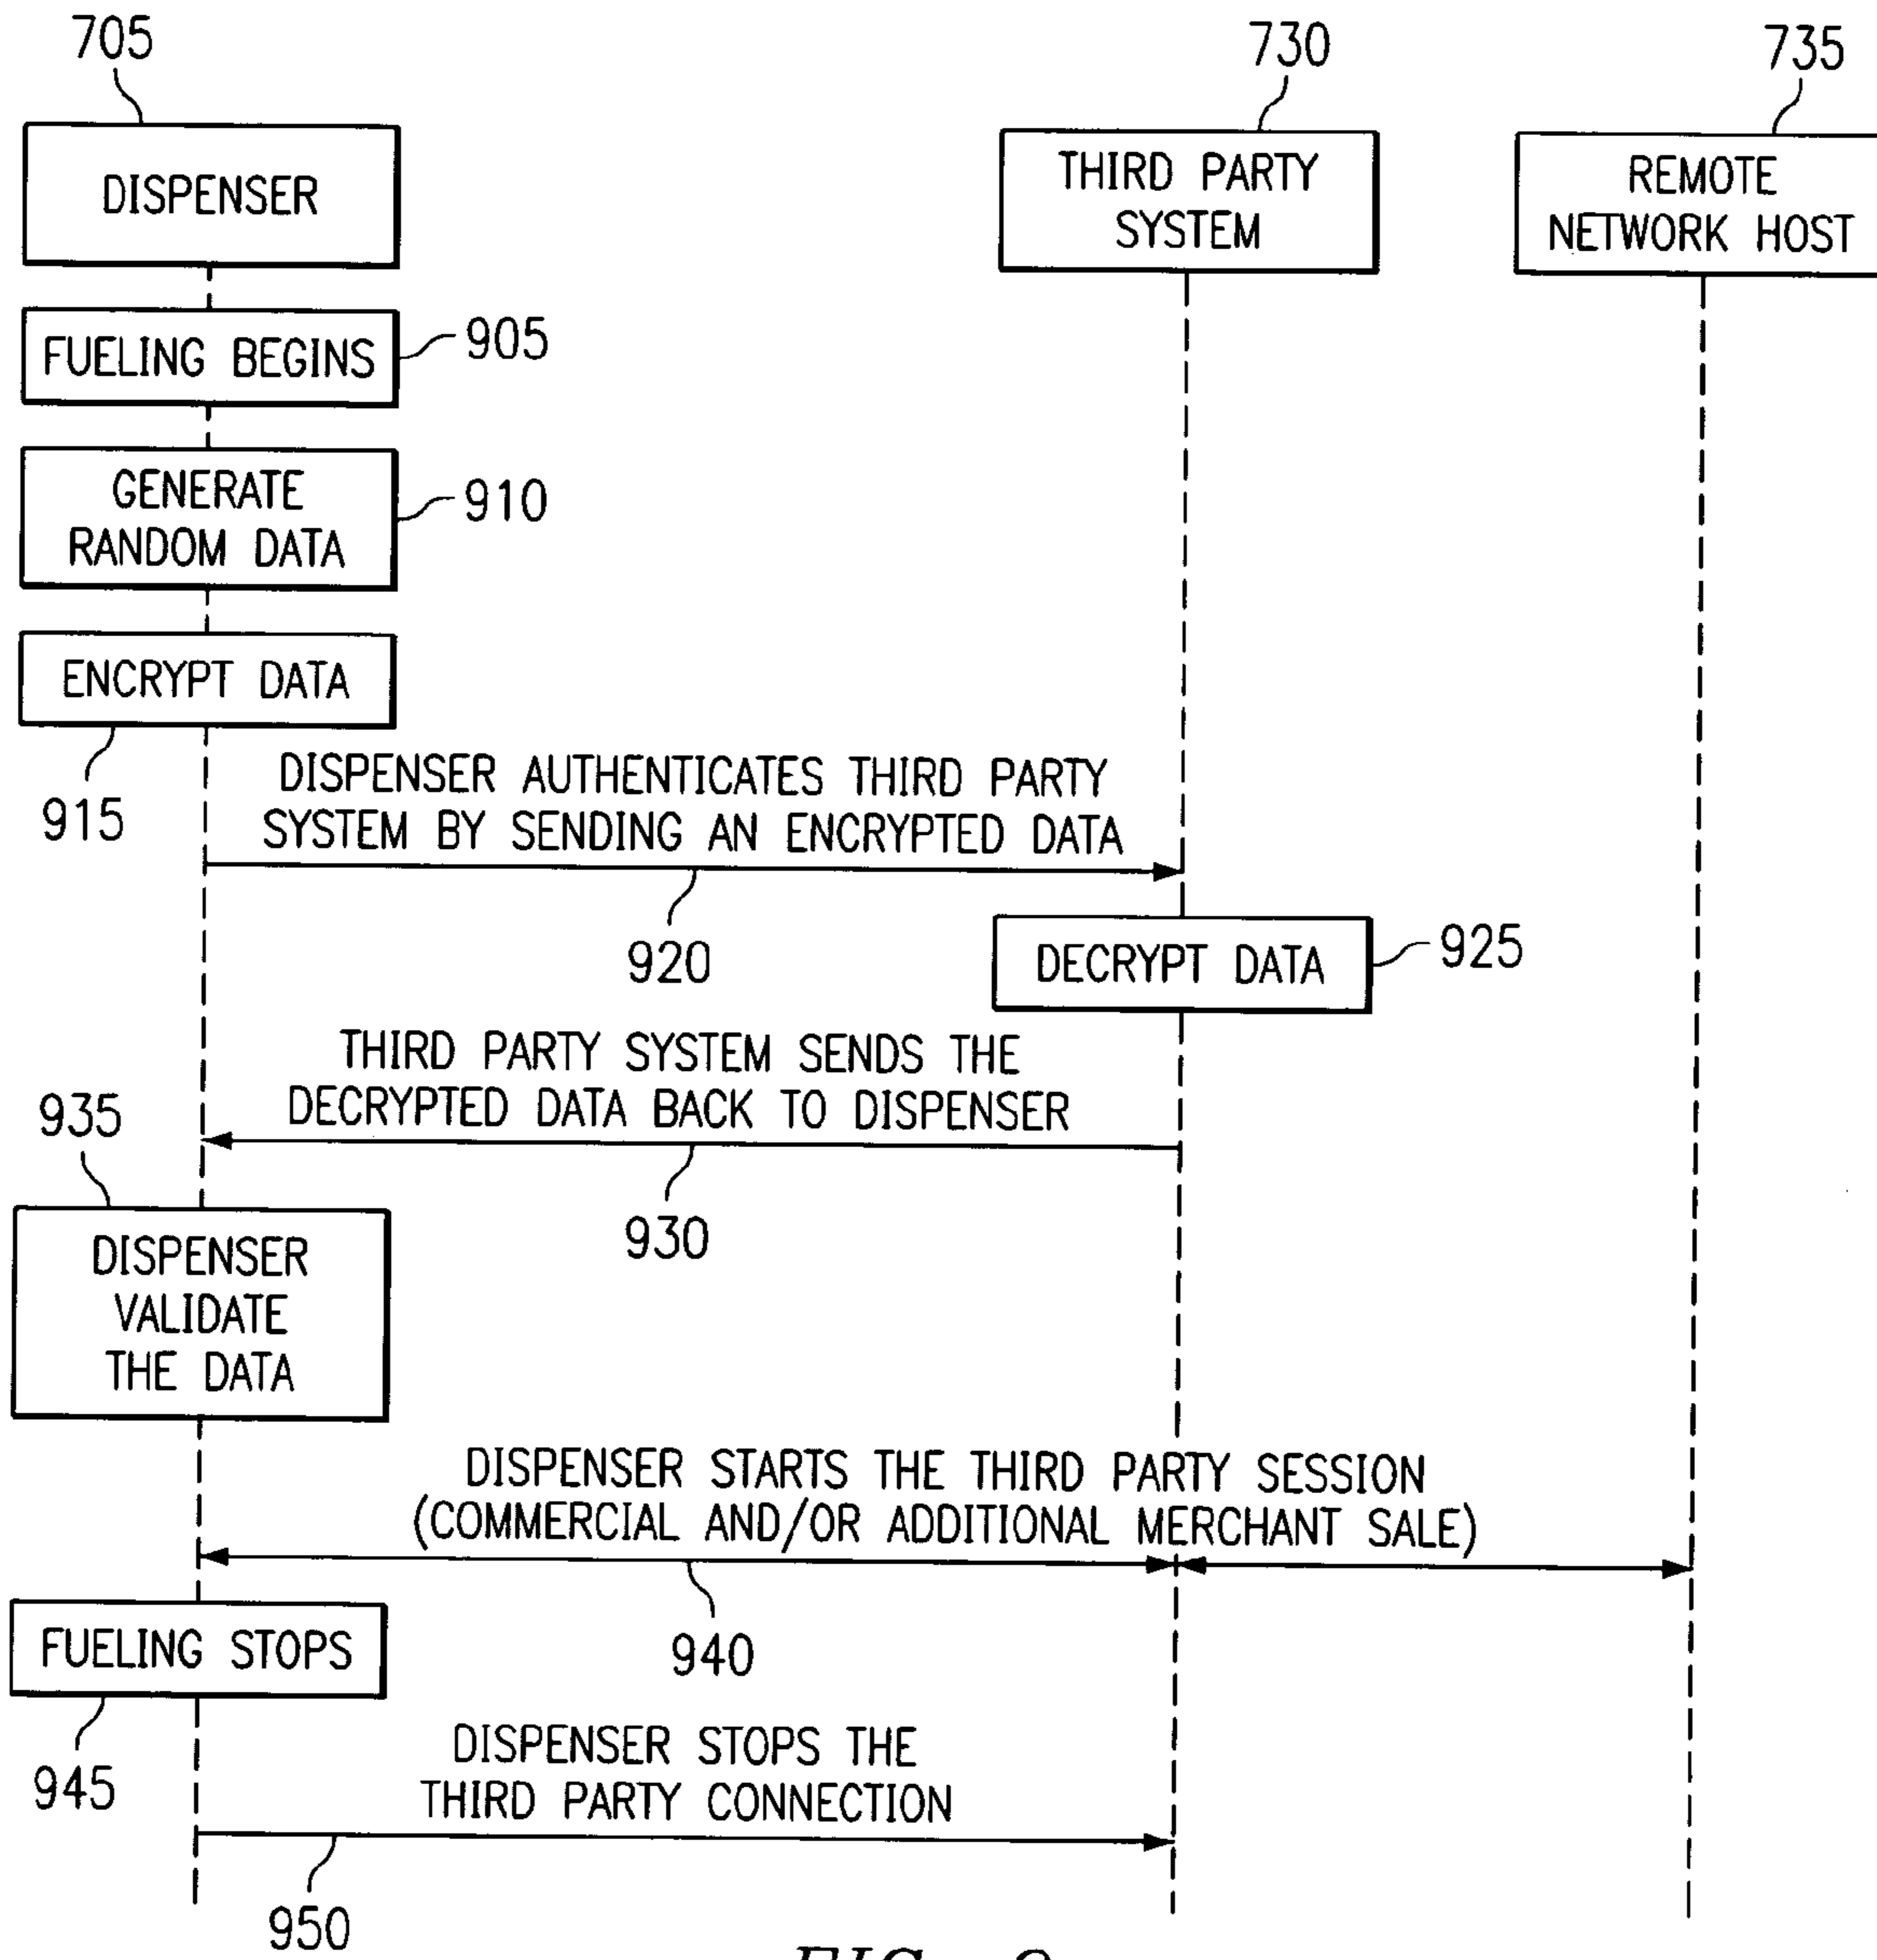 705
730
735
DISPENSER
THIRD PARTY
SYSTEM
REMOTE
NETWORK HOST
FUELING BEGINS
905
GENERATE
RANDOM DATA
910
ENCRYPT DATA
915
DISPENSER AUTHENTICATES THIRD PARTY
SYSTEM BY SENDING AN ENCRYPTED DATA
920
DECRYPT DATA
925
THIRD PARTY SYSTEM SENDS THE
DECRYPTED DATA BACK TO DISPENSER
930
935
DISPENSER
VALIDATE
THE DATA
DISPENSER STARTS THE THIRD PARTY SESSION
(COMMERCIAL AND/OR ADDITIONAL MERCHANT SALE)
940
FUELING STOPS
945
DISPENSER STOPS THE
THIRD PARTY CONNECTION
950